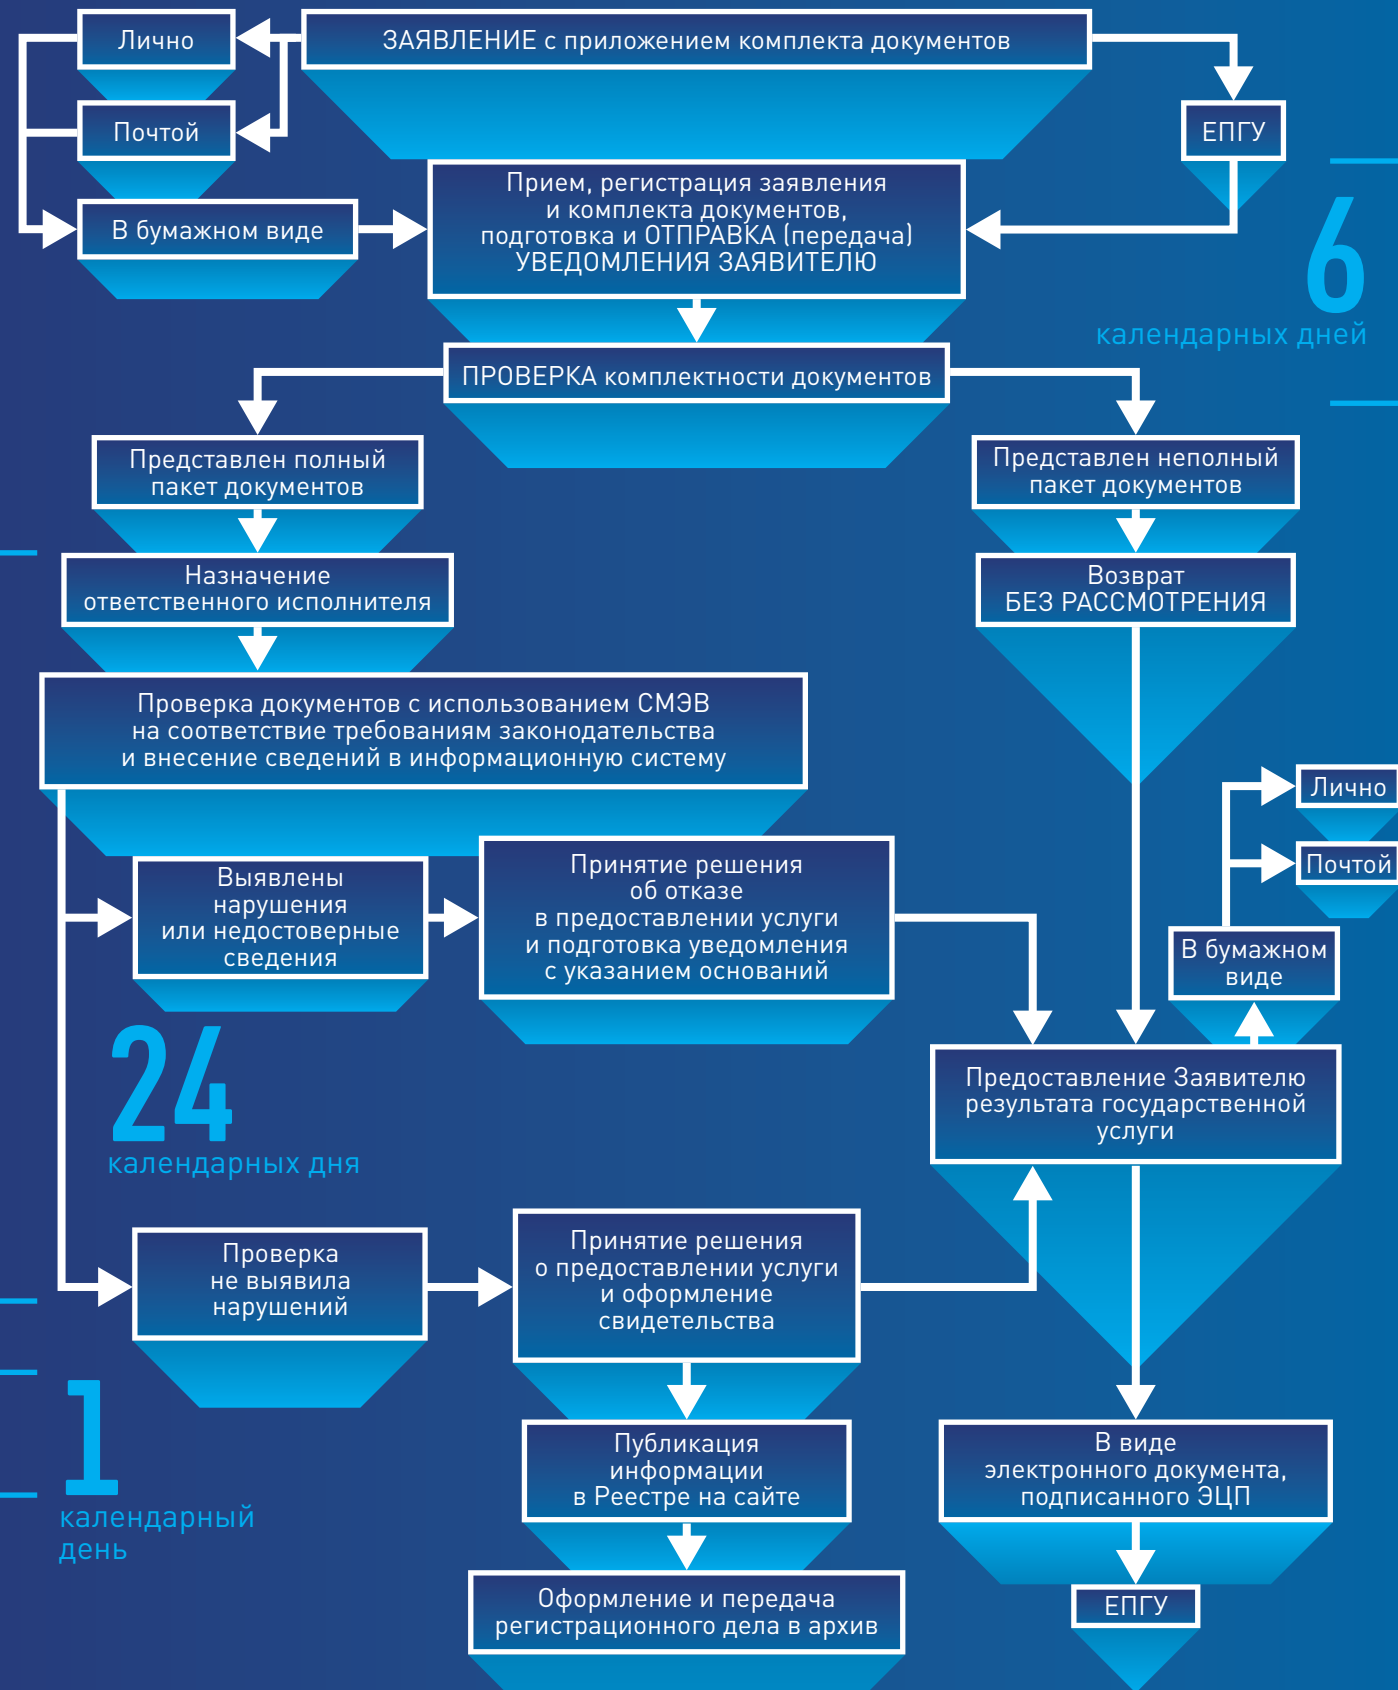 Лично
ЗАЯВЛЕНИЕ с приложением комплекта документов
Почтой
ЕПГУ
В бумажном виде
Прием, регистрация заявления
и комплекта документов,
подготовка и ОТПРАВКА (передача)
УВЕДОМЛЕНИЯ ЗАЯВИТЕЛЮ
6
календарных дней
ПРОВЕРКА комплектности документов
Представлен полный
пакет документов
Представлен неполный
пакет документов
Назначение
ответственного исполнителя
Возврат
БЕЗ РАССМОТРЕНИЯ
Проверка документов с использованием СМЭВ
на соответствие требованиям законодательства
и внесение сведений в информационную систему
Лично
Почтой
Выявлены
нарушения
или недостоверные
сведения
Принятие решения
об отказе
в предоставлении услуги
и подготовка уведомления
с указанием оснований
В бумажном
виде
24
календарных дня
Предоставление Заявителю
результата государственной
услуги
Проверка
не выявила
нарушений
Принятие решения
о предоставлении услуги
и оформление
свидетельства
1
календарный
день
Публикация
информации
в Реестре на сайте
В виде
электронного документа,
подписанного ЭЦП
Оформление и передача
регистрационного дела в архив
ЕПГУ